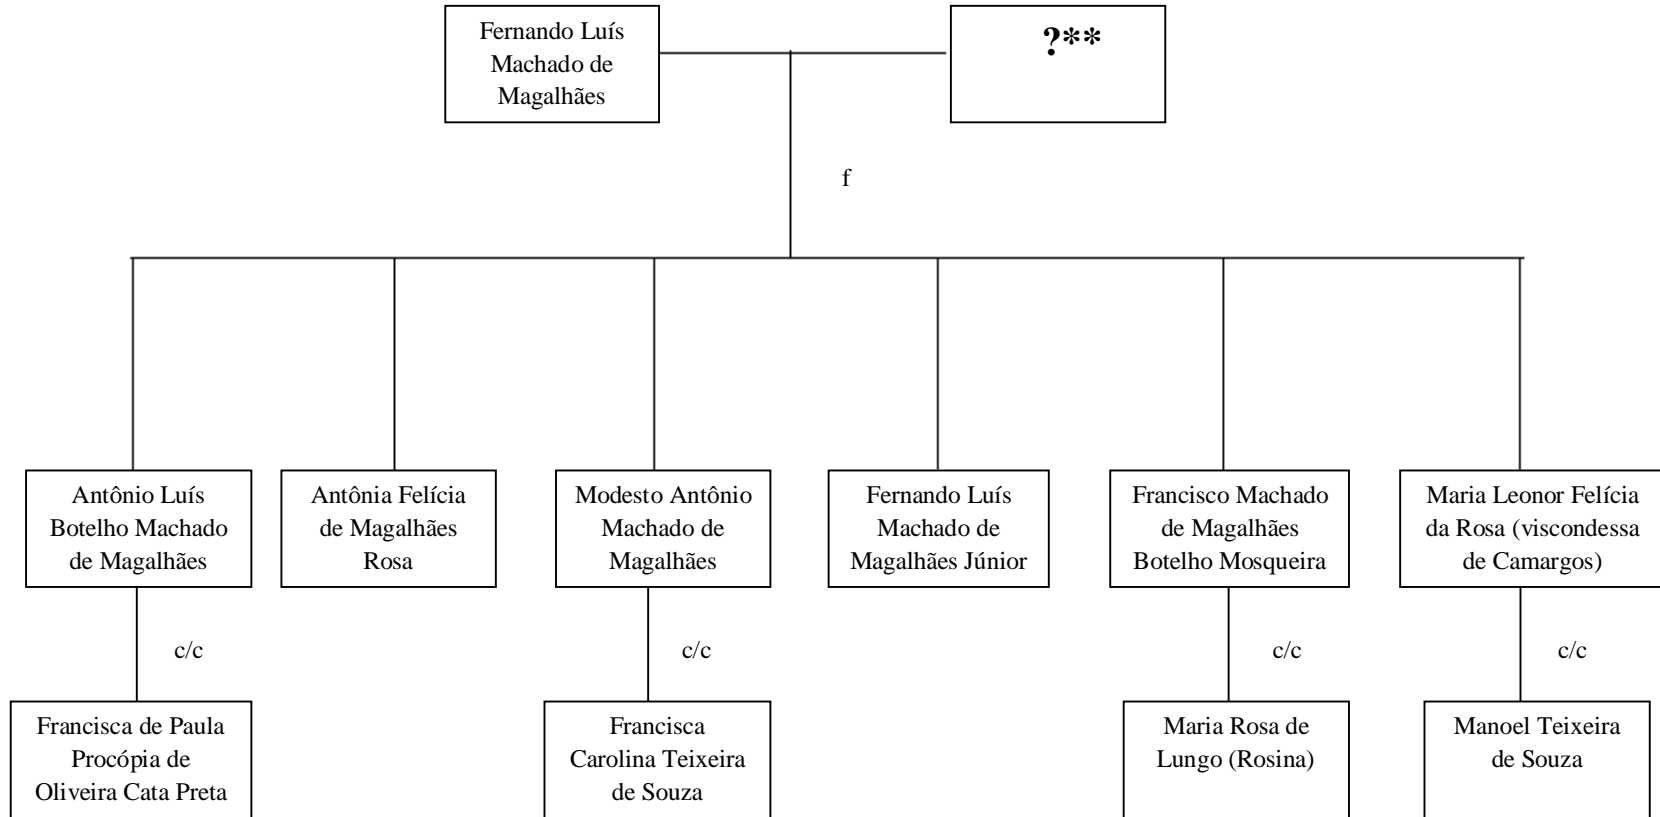 Fernando Luís
Machado de
Magalhães
?**
f
Antônio Luís
Botelho Machado
de Magalhães
Antônia Felícia
de Magalhães
Rosa
Modesto Antônio
Machado de
Magalhães
Fernando Luís
Machado de
Magalhães Júnior
Francisco Machado
de Magalhães
Botelho Mosqueira
Maria Leonor Felícia
da Rosa (viscondessa
de Camargos)
c/c
c/c
c/c
c/c
Francisca de Paula
Procópia de
Oliveira Cata Preta
Francisca
Carolina Teixeira
de Souza
Maria Rosa de
Lungo (Rosina)
Manoel Teixeira
de Souza